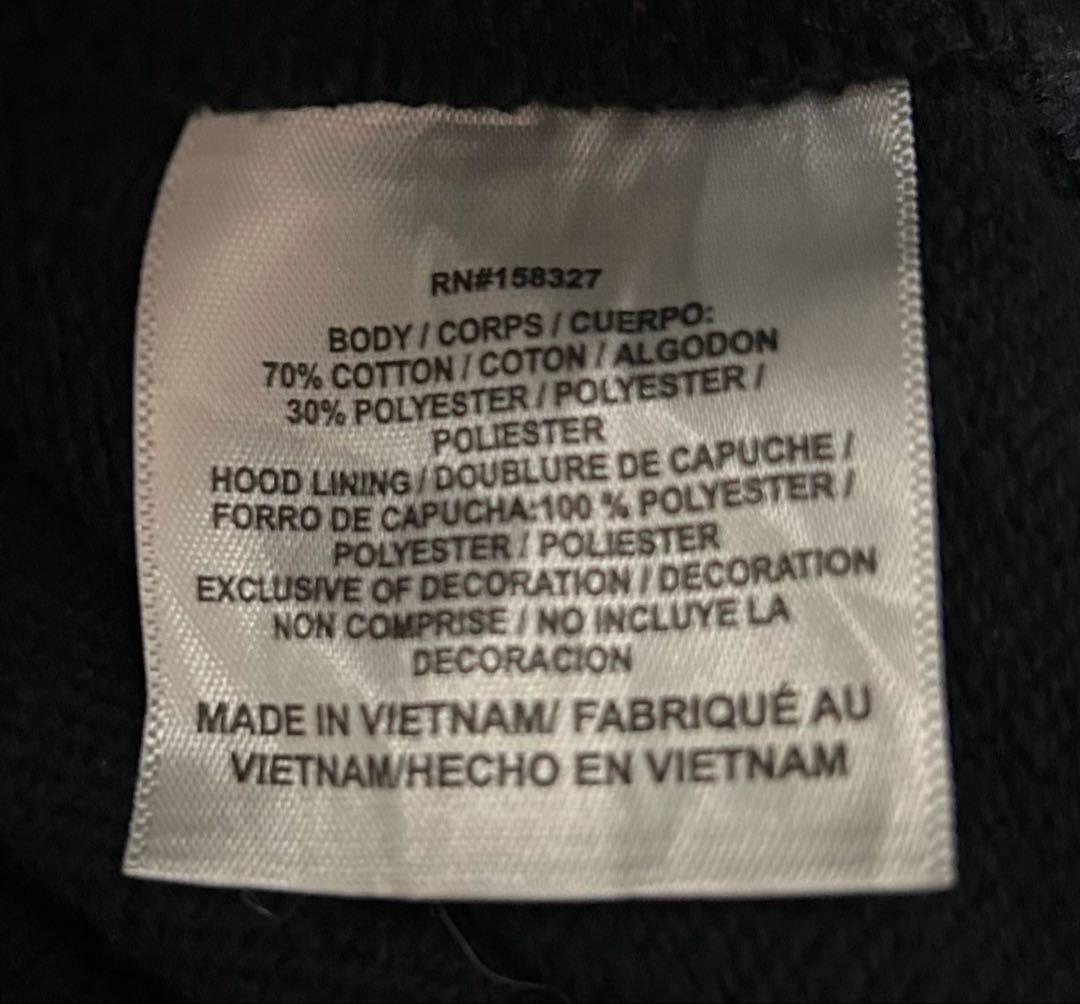 RN#158327
BODY / CORPS / CUERPO:
70% COTTON / COTON / ALGODON
30% POLYESTER / POLYESTER /
POLIESTER
HOOD LINING / DOUBLURE DE CAPUCHE /
FORRO DE CAPUCHA:100 % POLYESTER /
POLYESTER / POLIESTER
EXCLUSIVE OF DECORATION / DECORATION
NON COMPRISE / NO INCLUYE LA
DECORACION
MADE IN VIETNAM/ FABRIQUÉ AU
VIETNAM/HECHO EN VIETNAM